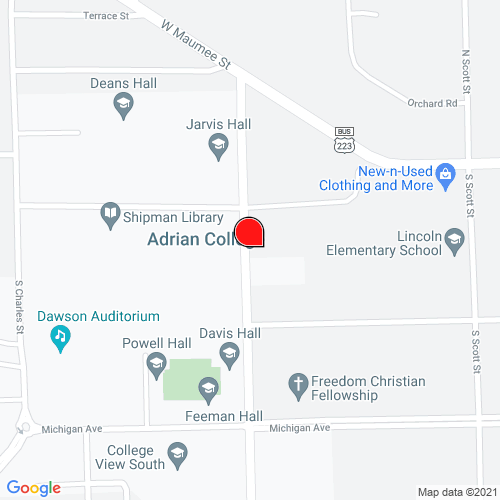 Terrace St
W Maumee St
N Scott St
Deans Hall
Orchard Rd
Jarvis Hall
BUS
223
New-n-Used
Clothing and More
S Scott St
Shipman Library
Adrian Colleg
Lincoln
Elementary School
S Charles St
Dawson Auditorium
Davis Hall
Powell Hall
S Scott St
Freedom Christian
Fellowship
Feeman Hall
Michigan Ave
Michigan Ave
College
View South
Google
Map data ©2021